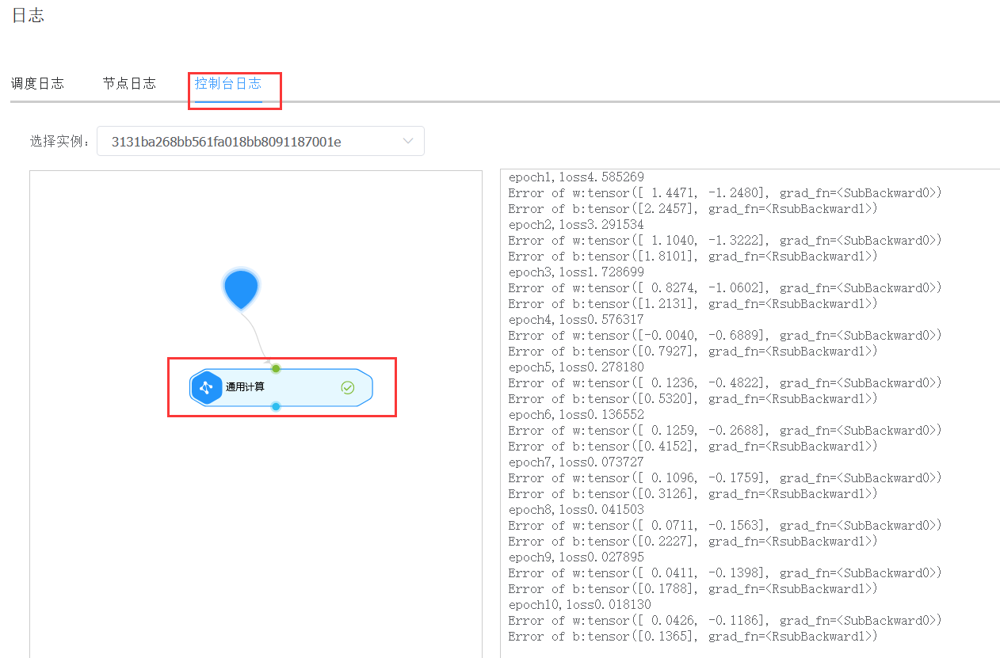 日志
调度日志 节点日志 控制台日志
选择实例： 3131ba268bb561fa018bb8091187001e
通用计算
epoch1,loss4.585269
Error of w:tensor([ 1.4471, -1.2480], grad_fn=<SubBackward0>)
Error of b:tensor([2.2457], grad_fn=<RsubBackward1>)
epoch2,loss3.291534
Error of w:tensor([ 1.1040, -1.3222], grad_fn=<SubBackward0>)
Error of b:tensor([1.8101], grad_fn=<RsubBackward1>)
epoch3,loss1.728699
Error of w:tensor([ 0.8274, -1.0602], grad_fn=<SubBackward0>)
Error of b:tensor([1.2131], grad_fn=<RsubBackward1>)
epoch4,loss0.576317
Error of w:tensor([-0.0040, -0.6889], grad_fn=<SubBackward0>)
Error of b:tensor([0.7927], grad_fn=<RsubBackward1>)
epoch5,loss0.278180
Error of w:tensor([ 0.1236, -0.4822], grad_fn=<SubBackward0>)
Error of b:tensor([0.5320], grad_fn=<RsubBackward1>)
epoch6,loss0.136552
Error of w:tensor([ 0.1259, -0.2688], grad_fn=<SubBackward0>)
Error of b:tensor([0.4152], grad_fn=<RsubBackward1>)
epoch7,loss0.073727
Error of w:tensor([ 0.1096, -0.1759], grad_fn=<SubBackward0>)
Error of b:tensor([0.3126], grad_fn=<RsubBackward1>)
epoch8,loss0.041503
Error of w:tensor([ 0.0711, -0.1563], grad_fn=<SubBackward0>)
Error of b:tensor([0.2227], grad_fn=<RsubBackward1>)
epoch9,loss0.027895
Error of w:tensor([ 0.0411, -0.1398], grad_fn=<SubBackward0>)
Error of b:tensor([0.1788], grad_fn=<RsubBackward1>)
epoch10,loss0.018130
Error of w:tensor([ 0.0426, -0.1186], grad_fn=<SubBackward0>)
Error of b:tensor([0.1365], grad_fn=<RsubBackward1>)